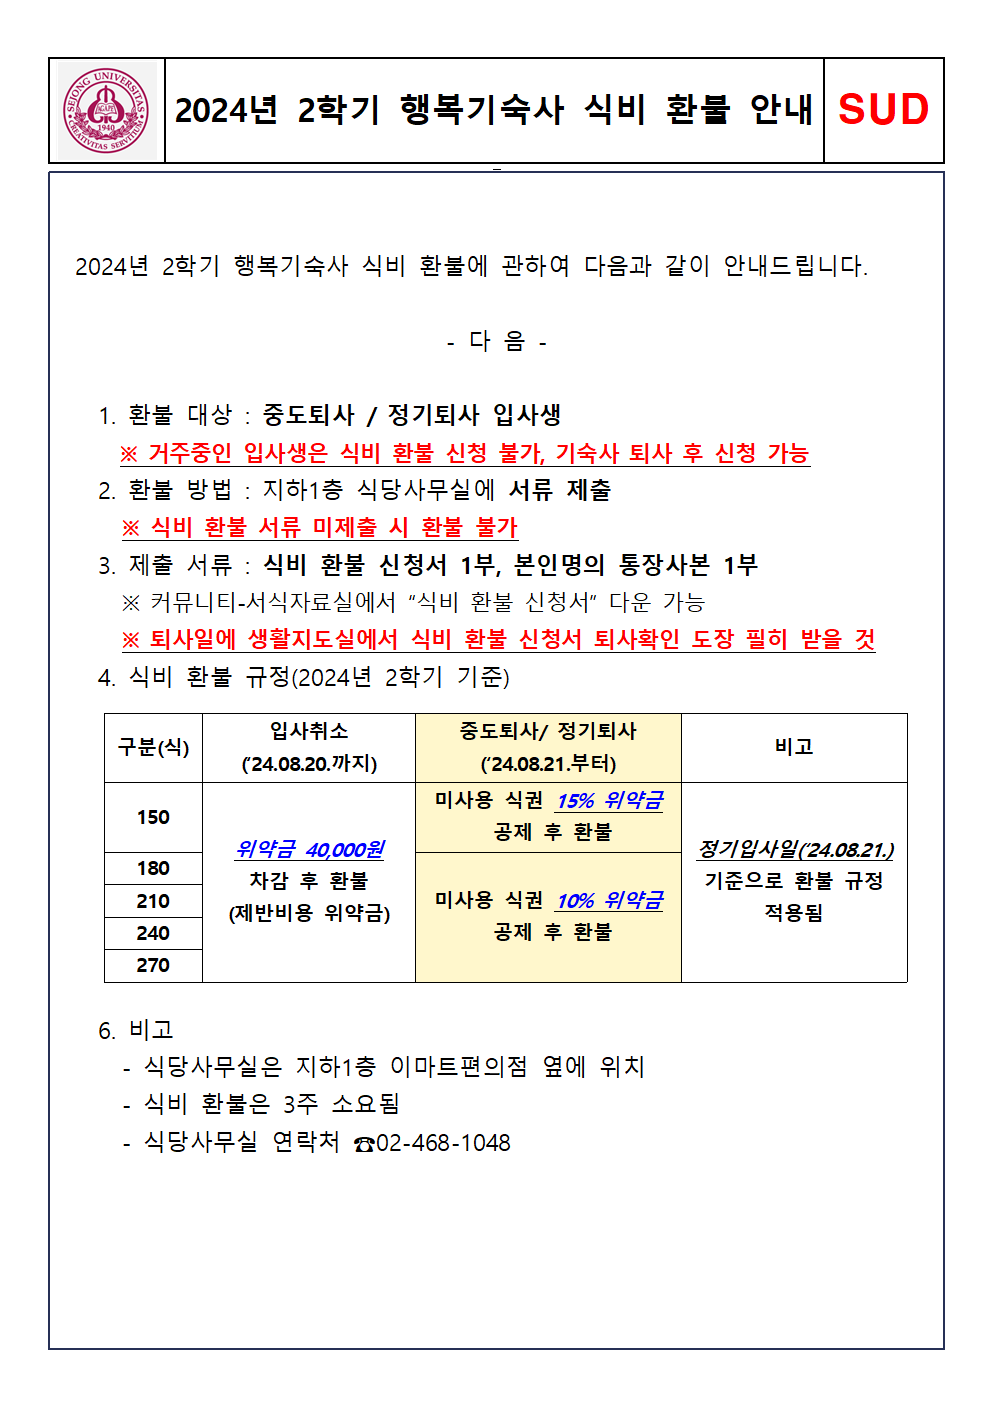 SEJONG UNIVERSITAS
AGAPE
1940
CREATIVITAS SERVITIUM
2024년 2학기 행복기숙사 식비 환불 안내
SUD
2024년 2학기 행복기숙사 식비 환불에 관하여 다음과 같이 안내드립니다.
- 다 음 -
1. 환불 대상 : 중도퇴사 / 정기퇴사 입사생
※ 거주중인 입사생은 식비 환불 신청 불가, 기숙사 퇴사 후 신청 가능
2. 환불 방법 : 지하1층 식당사무실에 서류 제출
※ 식비 환불 서류 미제출 시 환불 불가
3. 제출 서류 : 식비 환불 신청서 1부, 본인명의 통장사본 1부
※ 커뮤니티-서식자료실에서 “식비 환불 신청서” 다운 가능
※ 퇴사일에 생활지도실에서 식비 환불 신청서 퇴사확인 도장 필히 받을 것
4. 식비 환불 규정(2024년 2학기 기준)
구분(식)
입사취소
(’24.08.20.까지)
중도퇴사/ 정기퇴사
(‘24.08.21.부터)
비고
150
180
210
240
270
위약금 40,000원
차감 후 환불
(제반비용 위약금)
미사용 식권 15% 위약금
공제 후 환불
미사용 식권 10% 위약금
공제 후 환불
정기입사일(’24.08.21.)
기준으로 환불 규정
적용됨
6. 비고
- 식당사무실은 지하1층 이마트편의점 옆에 위치
- 식비 환불은 3주 소요됨
- 식당사무실 연락처 ☎02-468-1048